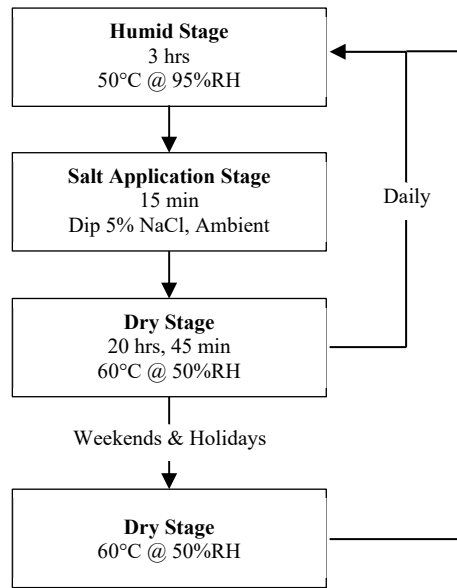 Humid Stage
3 hrs
50°C @ 95%RH
Salt Application Stage
15 min
Dip 5% NaCl, Ambient
Daily
Dry Stage
20 hrs, 45 min
60°C @ 50%RH
Weekends & Holidays
Dry Stage
60°C @ 50%RH